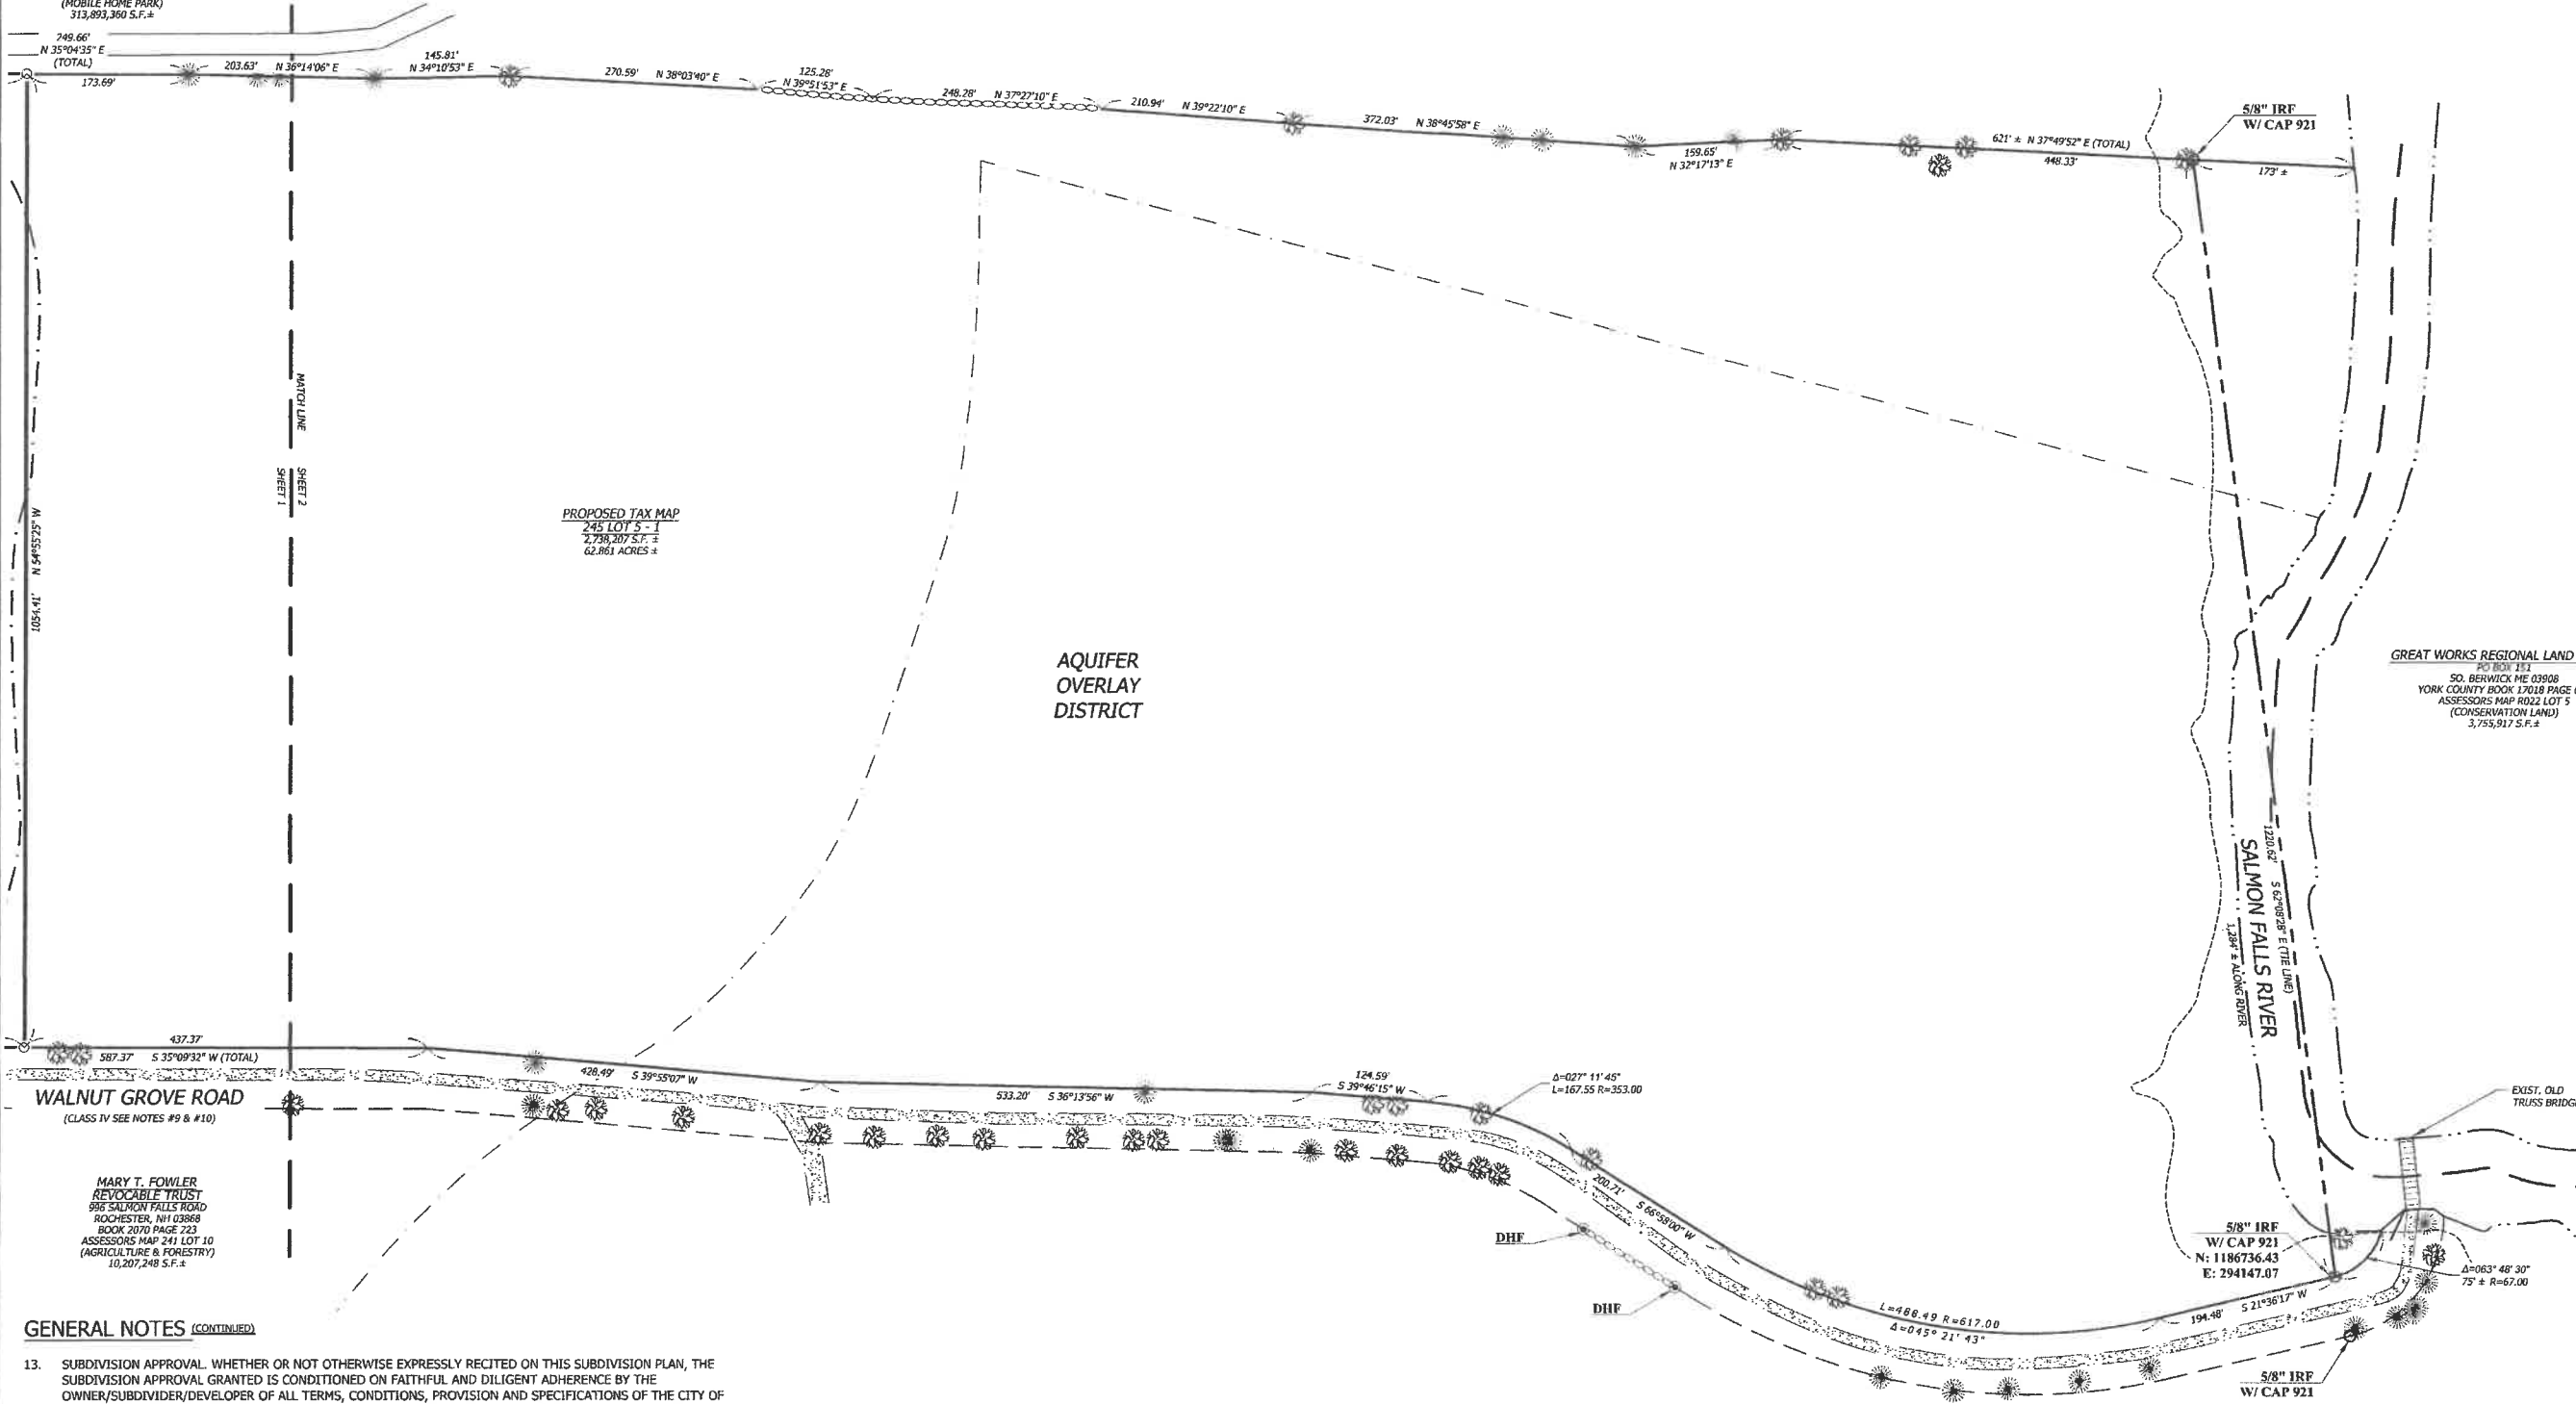 (MOBILE HOME PARK)
313,893,360 S.F.±
249.66'
N 35°04'35" E
(TOTAL)
173.69'
203.63' N 36°14'06" E
145.81'
N 34°10'53" E
270.59' N 38°03'40" E
125.28'
N 39°51'53" E
248.28' N 37°27'10" E
210.94' N 39°22'10" E
372.03' N 38°45'58" E
159.65'
N 32°17'13" E
621' ± N 37°49'52" E (TOTAL)
448.33'
173' ±
5/8" IRF
W/ CAP 921
MATCH LINE
SHEET 1
SHEET 2
1051.41' N 54°55'25" W
PROPOSED TAX MAP
245 LOT 5 - 1
2,738,207 S.F. ±
62.861 ACRES ±
AQUIFER
OVERLAY
DISTRICT
GREAT WORKS REGIONAL LAND
PO BOX 151
SO. BERWICK ME 03908
YORK COUNTY BOOK 17018 PAGE
ASSESSORS MAP R022 LOT 5
(CONSERVATION LAND)
3,755,917 S.F.±
1220.62' S 62°08'28" E (TIE LINE)
SALMON FALLS RIVER
1,284' ± ALONG RIVER
437.37'
587.37' S 35°09'32" W (TOTAL)
WALNUT GROVE ROAD
(CLASS IV SEE NOTES #9 & #10)
428.49' S 39°55'07" W
533.20' S 36°13'56" W
124.59'
S 39°46'15" W
Δ=027° 11' 45"
L=167.55 R=353.00
200.71' S 66°58'00" W
EXIST. OLD
TRUSS BRIDGE
MARY T. FOWLER
REVOCABLE TRUST
996 SALMON FALLS ROAD
ROCHESTER, NH 03868
BOOK 2070 PAGE 223
ASSESSORS MAP 241 LOT 10
(AGRICULTURE & FORESTRY)
10,207,248 S.F.±
DHF
DHF
5/8" IRF
W/ CAP 921
N: 1186736.43
E: 294147.07
Δ=063° 48' 30"
75' ± R=67.00
L=488.49 R=617.00
Δ=045° 21' 43"
194.48' S 21°36'17" W
5/8" IRF
W/ CAP 921
GENERAL NOTES (CONTINUED)
13. SUBDIVISION APPROVAL. WHETHER OR NOT OTHERWISE EXPRESSLY RECITED ON THIS SUBDIVISION PLAN, THE
SUBDIVISION APPROVAL GRANTED IS CONDITIONED ON FAITHFUL AND DILIGENT ADHERENCE BY THE
OWNER/SUBDIVIDER/DEVELOPER OF ALL TERMS, CONDITIONS, PROVISION AND SPECIFICATIONS OF THE CITY OF